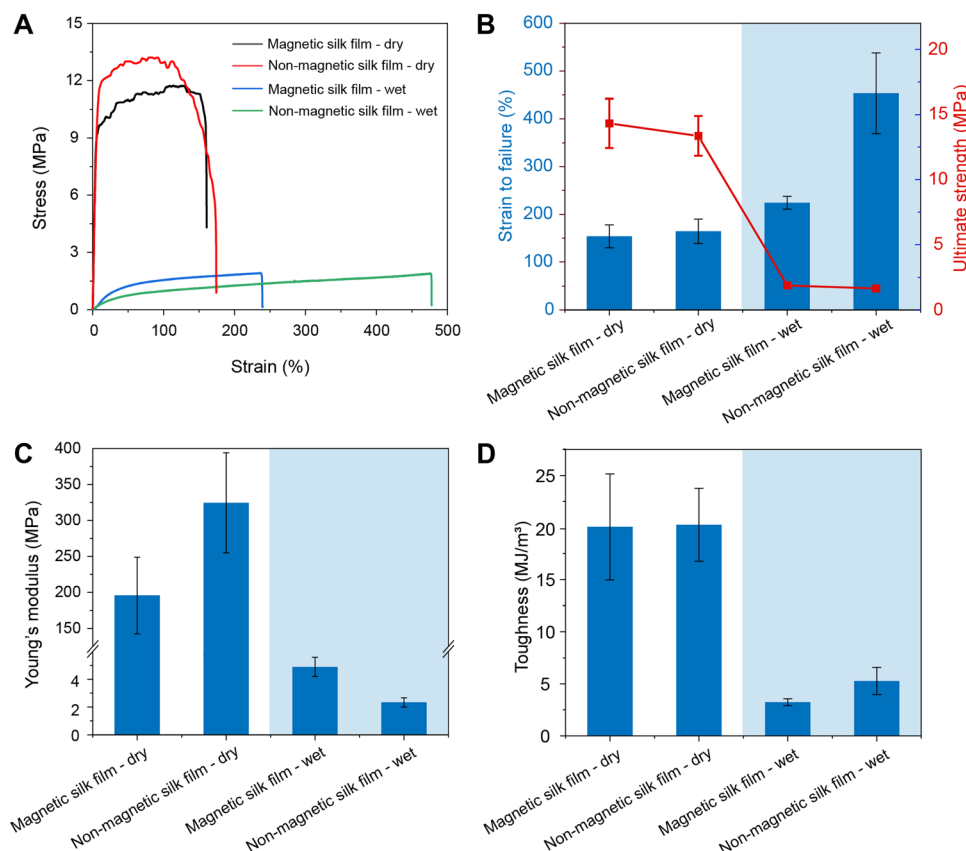 A
Stress (MPa)
15
12
9
6
3
0
Magnetic silk film - dry
Non-magnetic silk film - dry
Magnetic silk film - wet
Non-magnetic silk film - wet
0 100 200 300 400 500
Strain (%)
B
Strain to failure (%)
600
500
400
300
200
100
0
20
15
10
5
0
Ultimate strength (MPa)
Magnetic silk film - dry
Non-magnetic silk film - dry
Magnetic silk film - wet
Non-magnetic silk film - wet
C
Young's modulus (MPa)
400
350
300
250
200
150
4
2
0
Magnetic silk film - dry
Non-magnetic silk film - dry
Magnetic silk film - wet
Non-magnetic silk film - wet
D
Toughness (MJ/m³)
25
20
15
10
5
0
Magnetic silk film - dry
Non-magnetic silk film - dry
Magnetic silk film - wet
Non-magnetic silk film - wet